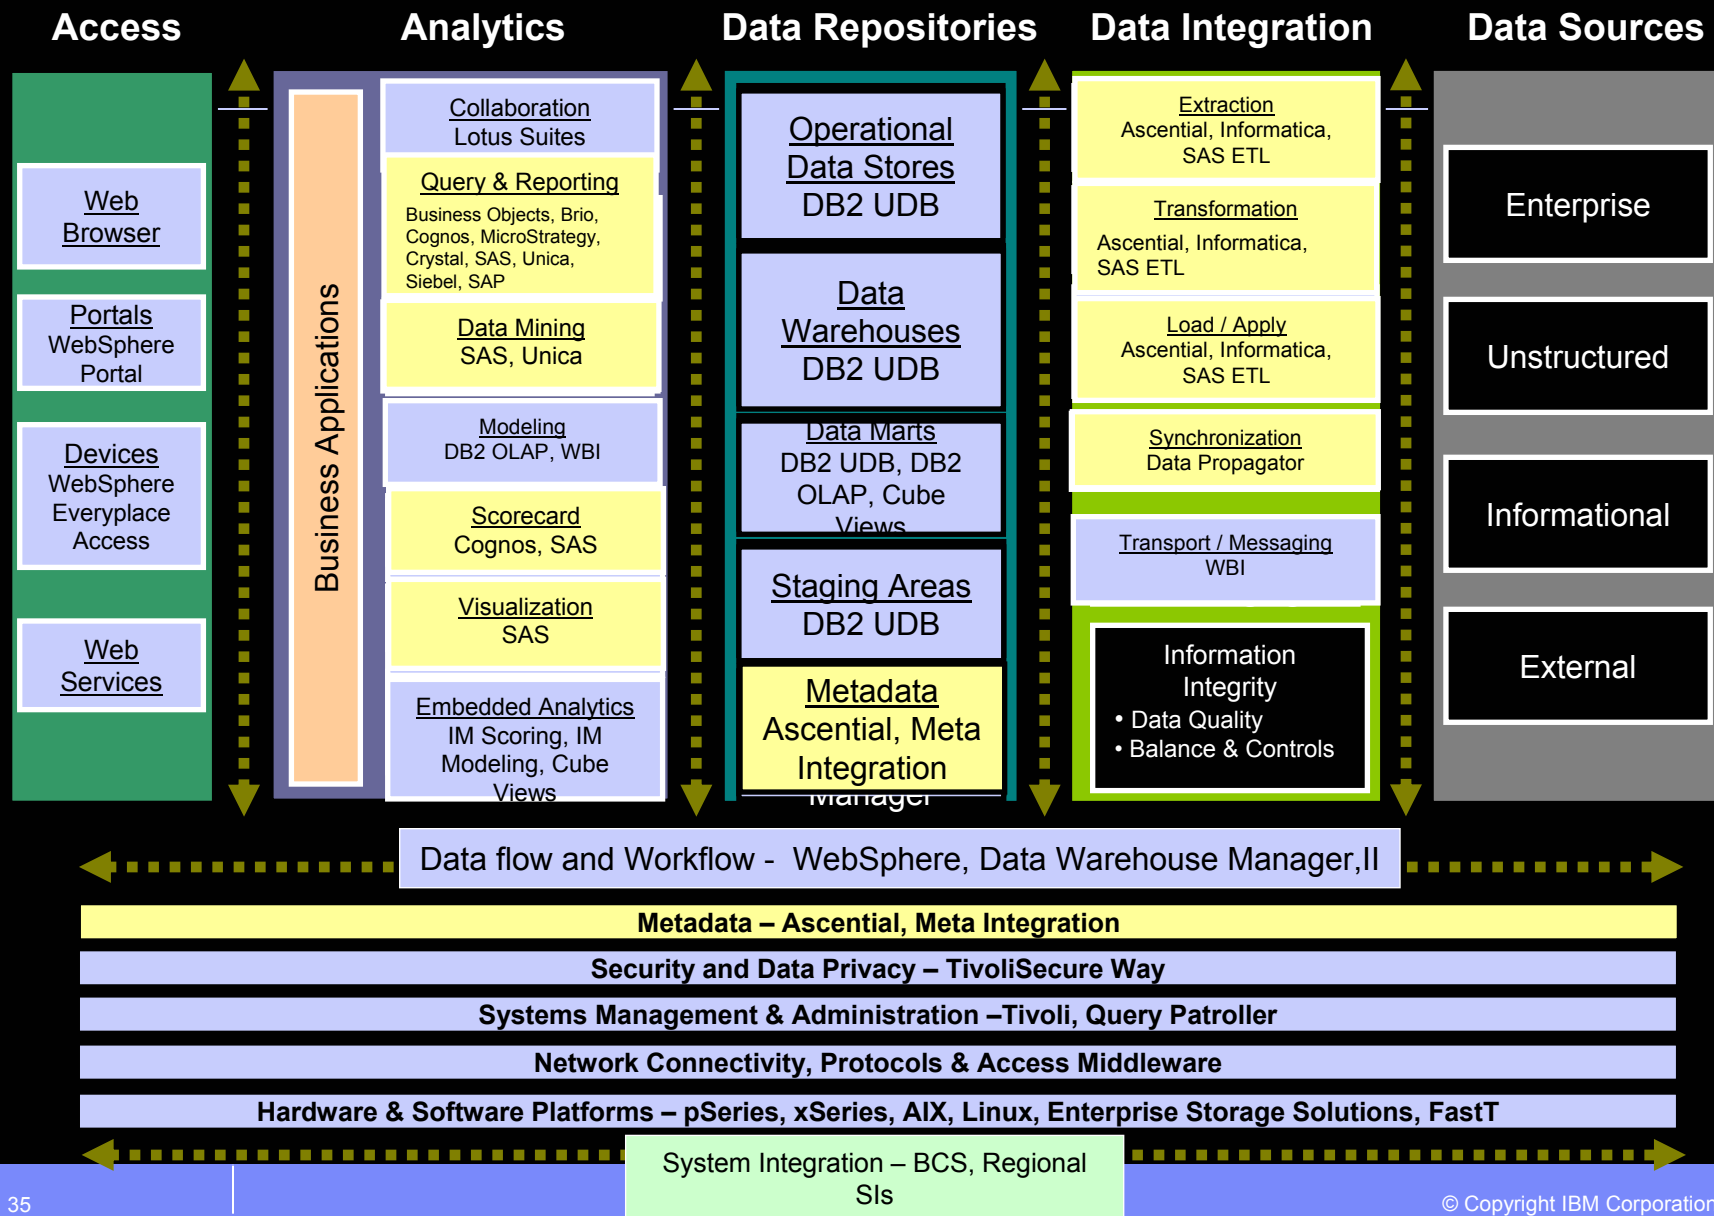 Access
Analytics
Data Repositories
Data Integration
Data Sources
Web
Browser
Portals
WebSphere
Portal
Devices
WebSphere
Everyplace
Access
Web
Services
Business Applications
Collaboration
Lotus Suites
Query & Reporting
Business Objects, Brio,
Cognos, MicroStrategy,
Crystal, SAS, Unica,
Siebel, SAP
Data Mining
SAS, Unica
Modeling
DB2 OLAP, WBI
Scorecard
Cognos, SAS
Visualization
SAS
Embedded Analytics
IM Scoring, IM
Modeling, Cube
Views
Operational
Data Stores
DB2 UDB
Data
Warehouses
DB2 UDB
Data Marts
DB2 UDB, DB2
OLAP, Cube
Views
Staging Areas
DB2 UDB
Metadata
Ascential, Meta
Integration
Manager
Extraction
Ascential, Informatica,
SAS ETL
Transformation
Ascential, Informatica,
SAS ETL
Load / Apply
Ascential, Informatica,
SAS ETL
Synchronization
Data Propagator
Transport / Messaging
WBI
Information
Integrity
• Data Quality
• Balance & Controls
Enterprise
Unstructured
Informational
External
Data flow and Workflow - WebSphere, Data Warehouse Manager,II
Metadata – Ascential, Meta Integration
Security and Data Privacy – TivoliSecure Way
Systems Management & Administration –Tivoli, Query Patroller
Network Connectivity, Protocols & Access Middleware
Hardware & Software Platforms – pSeries, xSeries, AIX, Linux, Enterprise Storage Solutions, FastT
System Integration – BCS, Regional
SIs
35
© Copyright IBM Corporation